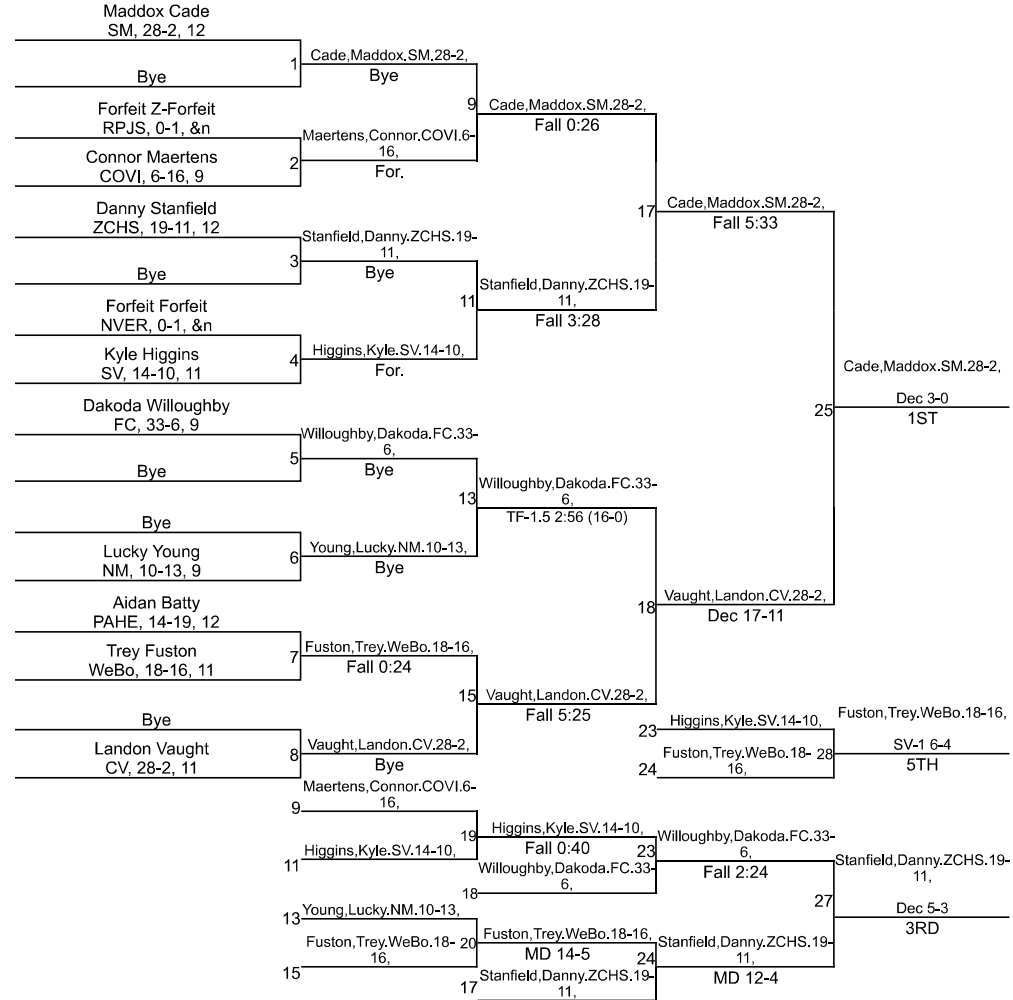 Maddox Cade
SM, 28-2, 12
1
Bye
Forfeit Z-Forfeit
RPJS, 0-1, &n
2
Connor Maertens
COVI, 6-16, 9
Danny Stanfield
ZCHS, 19-11, 12
3
Bye
Forfeit Forfeit
NVER, 0-1, &n
4
Kyle Higgins
SV, 14-10, 11
Dakoda Willoughby
FC, 33-6, 9
5
Bye
Bye
6
Lucky Young
NM, 10-13, 9
Aidan Batty
PAHE, 14-19, 12
7
Trey Fuston
WeBo, 18-16, 11
Bye
8
Landon Vaught
CV, 28-2, 11
Cade,Maddox.SM.28-2,
Bye
9
Maertens,Connor.COVI.6-
16,
For.
Stanfield,Danny.ZCHS.19-
11,
Bye
11
Higgins,Kyle.SV.14-10,
For.
Willoughby,Dakoda.FC.33-
6,
Bye
13
Young,Lucky.NM.10-13,
Bye
Fuston,Trey.WeBo.18-16,
Fall 0:24
15
Vaught,Landon.CV.28-2,
Bye
Cade,Maddox.SM.28-2,
Fall 0:26
17
Stanfield,Danny.ZCHS.19-
11,
Fall 3:28
Willoughby,Dakoda.FC.33-
6,
TF-1.5 2:56 (16-0)
18
Vaught,Landon.CV.28-2,
Fall 5:25
Cade,Maddox.SM.28-2,
Fall 5:33
25
Vaught,Landon.CV.28-2,
Dec 17-11
Cade,Maddox.SM.28-2,
Dec 3-0
1ST
23
Higgins,Kyle.SV.14-10,
24
Fuston,Trey.WeBo.18-
16,
28
Fuston,Trey.WeBo.18-16,
SV-1 6-4
5TH
9
Maertens,Connor.COVI.6-
16,
11
Higgins,Kyle.SV.14-10,
19
Higgins,Kyle.SV.14-10,
Fall 0:40
18
Willoughby,Dakoda.FC.33-
6,
23
Willoughby,Dakoda.FC.33-
6,
Fall 2:24
13
Young,Lucky.NM.10-13,
15
Fuston,Trey.WeBo.18-
16,
20
Fuston,Trey.WeBo.18-16,
MD 14-5
17
Stanfield,Danny.ZCHS.19-
11,
24
Stanfield,Danny.ZCHS.19-
11,
MD 12-4
27
Stanfield,Danny.ZCHS.19-
11,
Dec 5-3
3RD